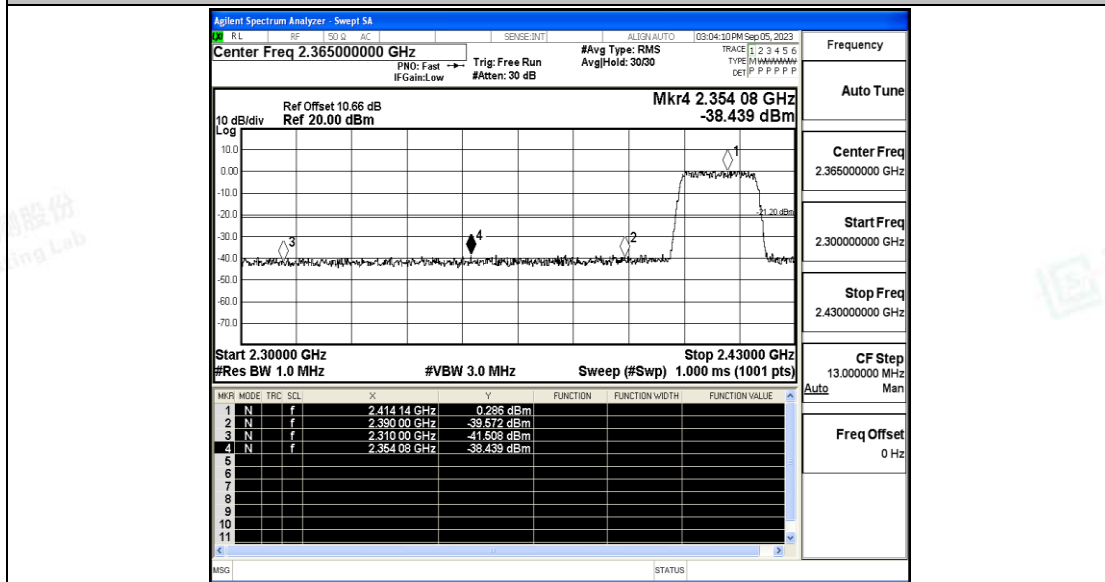 Agilent Spectrum Analyzer - Swept SA
RL RF 50 Ω AC SENSE:INT ALIGNAUTO 03:04:10 PM Sep 05, 2023
Center Freq 2.365000000 GHz
PNO: Fast
IFGain:Low
Trig: Free Run
#Atten: 30 dB
#Avg Type: RMS
Avg|Hold: 30/30
TRACE 1 2 3 4 5 6
TYPE M
DET P P P P P P
Ref Offset 10.66 dB
10 dB/div Ref 20.00 dBm
Log
Mkr4 2.354 08 GHz
-38.439 dBm
10.0
0.00
-10.0
-20.0
-30.0
-40.0
-50.0
-60.0
-70.0
1
2
3
4
-21.20 dBm
Start 2.30000 GHz Stop 2.43000 GHz
#Res BW 1.0 MHz #VBW 3.0 MHz Sweep (#Swp) 1.000 ms (1001 pts)
MKR MODE TRC SCL X Y FUNCTION FUNCTION WIDTH FUNCTION VALUE
1 N f 2.414 14 GHz 0.286 dBm
2 N f 2.390 00 GHz -39.572 dBm
3 N f 2.310 00 GHz -41.508 dBm
4 N f 2.354 08 GHz -38.439 dBm
5
6
7
8
9
10
11
MSG STATUS
Frequency
Auto Tune
Center Freq
2.365000000 GHz
Start Freq
2.300000000 GHz
Stop Freq
2.430000000 GHz
CF Step
13.000000 MHz
Auto Man
Freq Offset
0 Hz
股份
ring Lab